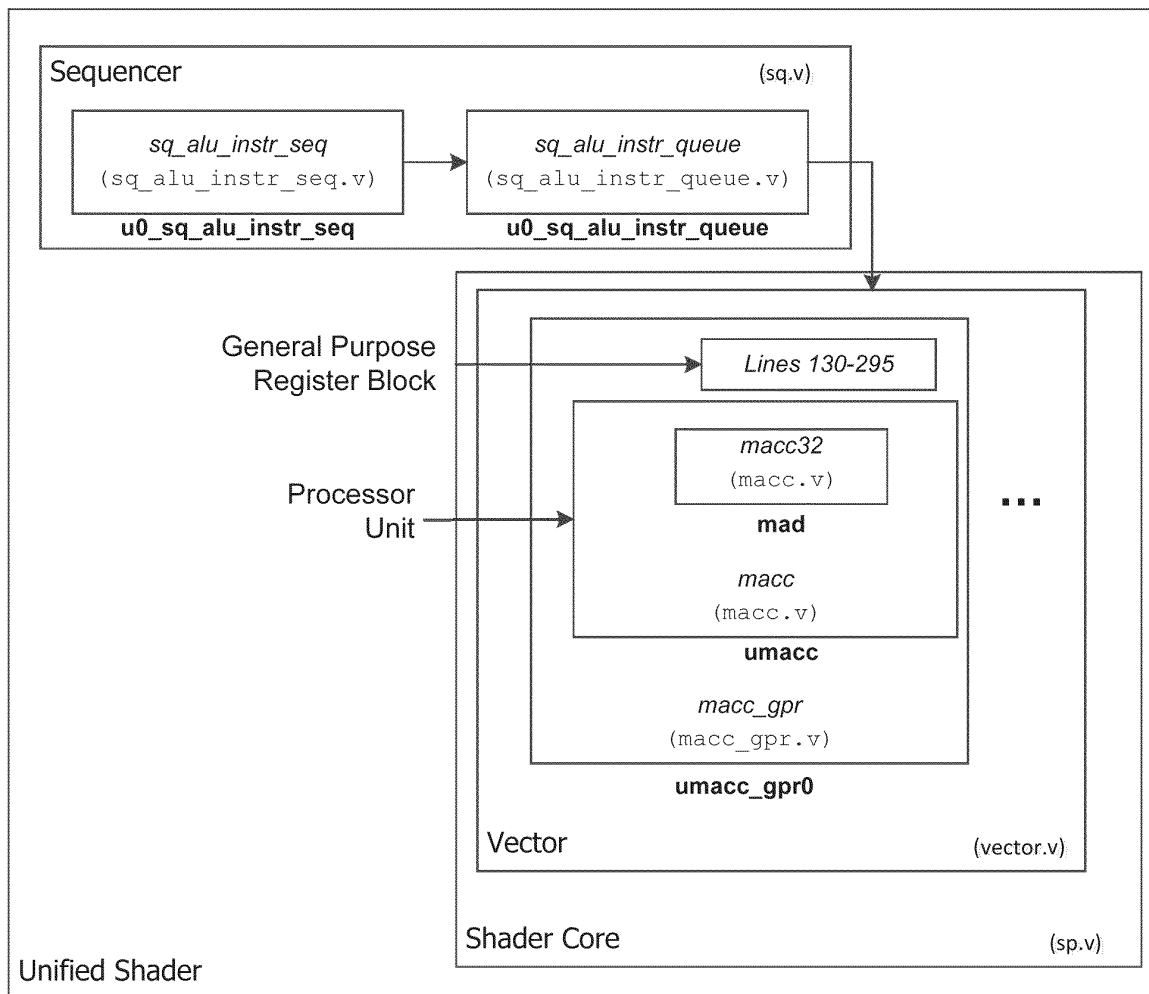 Sequencer
(sq.v)
sq_alu_instr_seq
(sq_alu_instr_seq.v)
u0_sq_alu_instr_seq
sq_alu_instr_queue
(sq_alu_instr_queue.v)
u0_sq_alu_instr_queue
General Purpose
Register Block
Lines 130-295
Processor
Unit
macc32
(macc.v)
mad
...
macc
(macc.v)
umacc
macc_gpr
(macc_gpr.v)
umacc_gpr0
Vector
(vector.v)
Shader Core
(sp.v)
Unified Shader